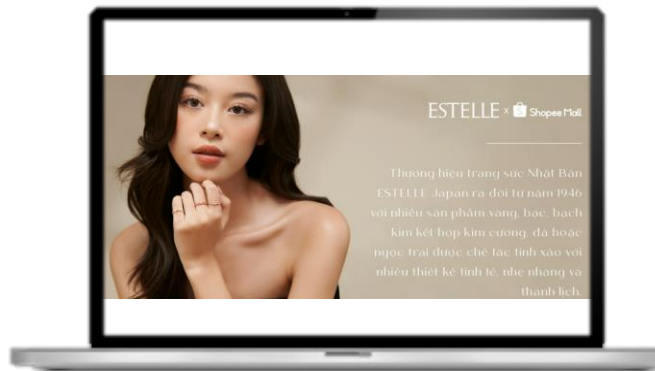 ESTELLE × Shopee Mall
Thương hiệu trang sức Nhật Bản
ESTELLE Japan ra đời từ năm 1946
với nhiều sản phẩm vàng, bạc, bạch
kim kết hợp kim cương, đá hoặc
ngọc trai được chế tác tinh xảo với
nhiều thiết kế tinh tế, nhẹ nhàng và
thanh lịch.